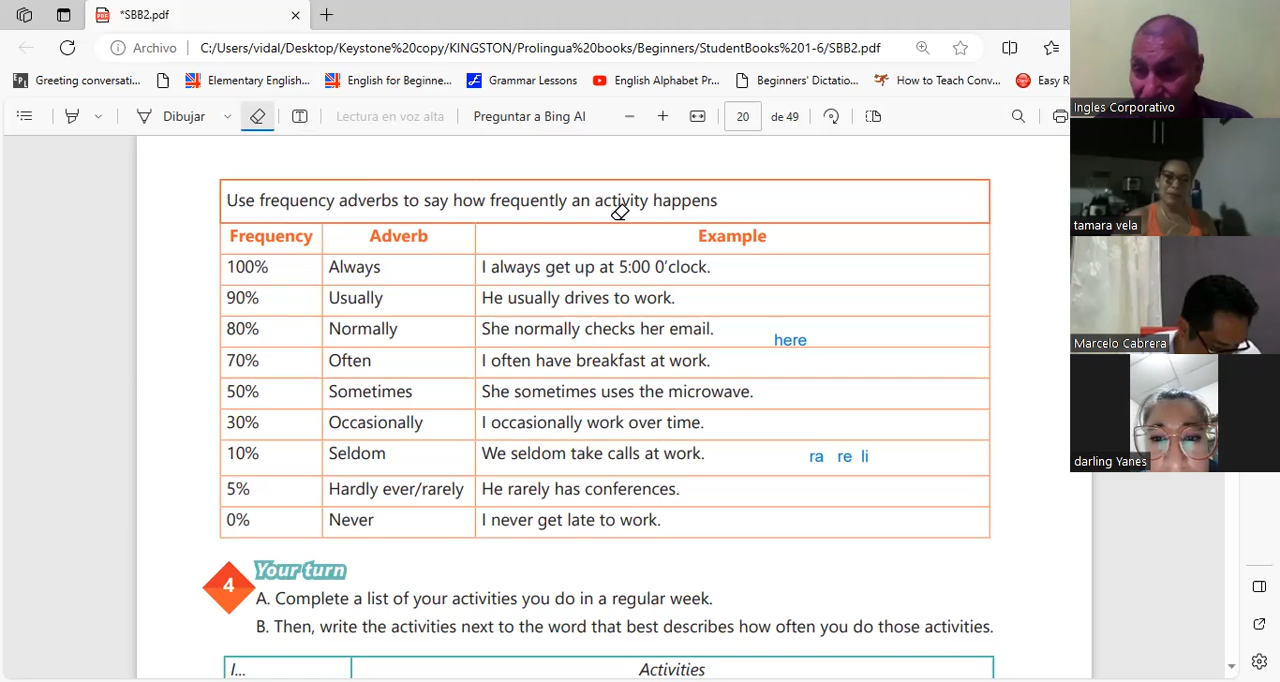 *SBB2.pdf
Archivo C:/Users/vidal/Desktop/Keystone%20copy/KINGSTON/Prolingua%20books/Beginners/StudentBooks%201-6/SBB2.pdf
Greeting conversati... Elementary English... English for Beginne... Grammar Lessons English Alphabet Pr... Beginners' Dictatio... How to Teach Conv... Easy R
Dibujar Lectura en voz alta Preguntar a Bing AI 20 de 49
Use frequency adverbs to say how frequently an activity happens
Frequency Adverb Example
100% Always I always get up at 5:00 0'clock.
90% Usually He usually drives to work.
80% Normally She normally checks her email.
here
70% Often I often have breakfast at work.
50% Sometimes She sometimes uses the microwave.
30% Occasionally I occasionally work over time.
10% Seldom We seldom take calls at work. ra re li
5% Hardly ever/rarely He rarely has conferences.
0% Never I never get late to work.
4 Your turn
A. Complete a list of your activities you do in a regular week.
B. Then, write the activities next to the word that best describes how often you do those activities.
I... Activities
Ingles Corporativo
tamara vela
Marcelo Cabrera
darling Yanes